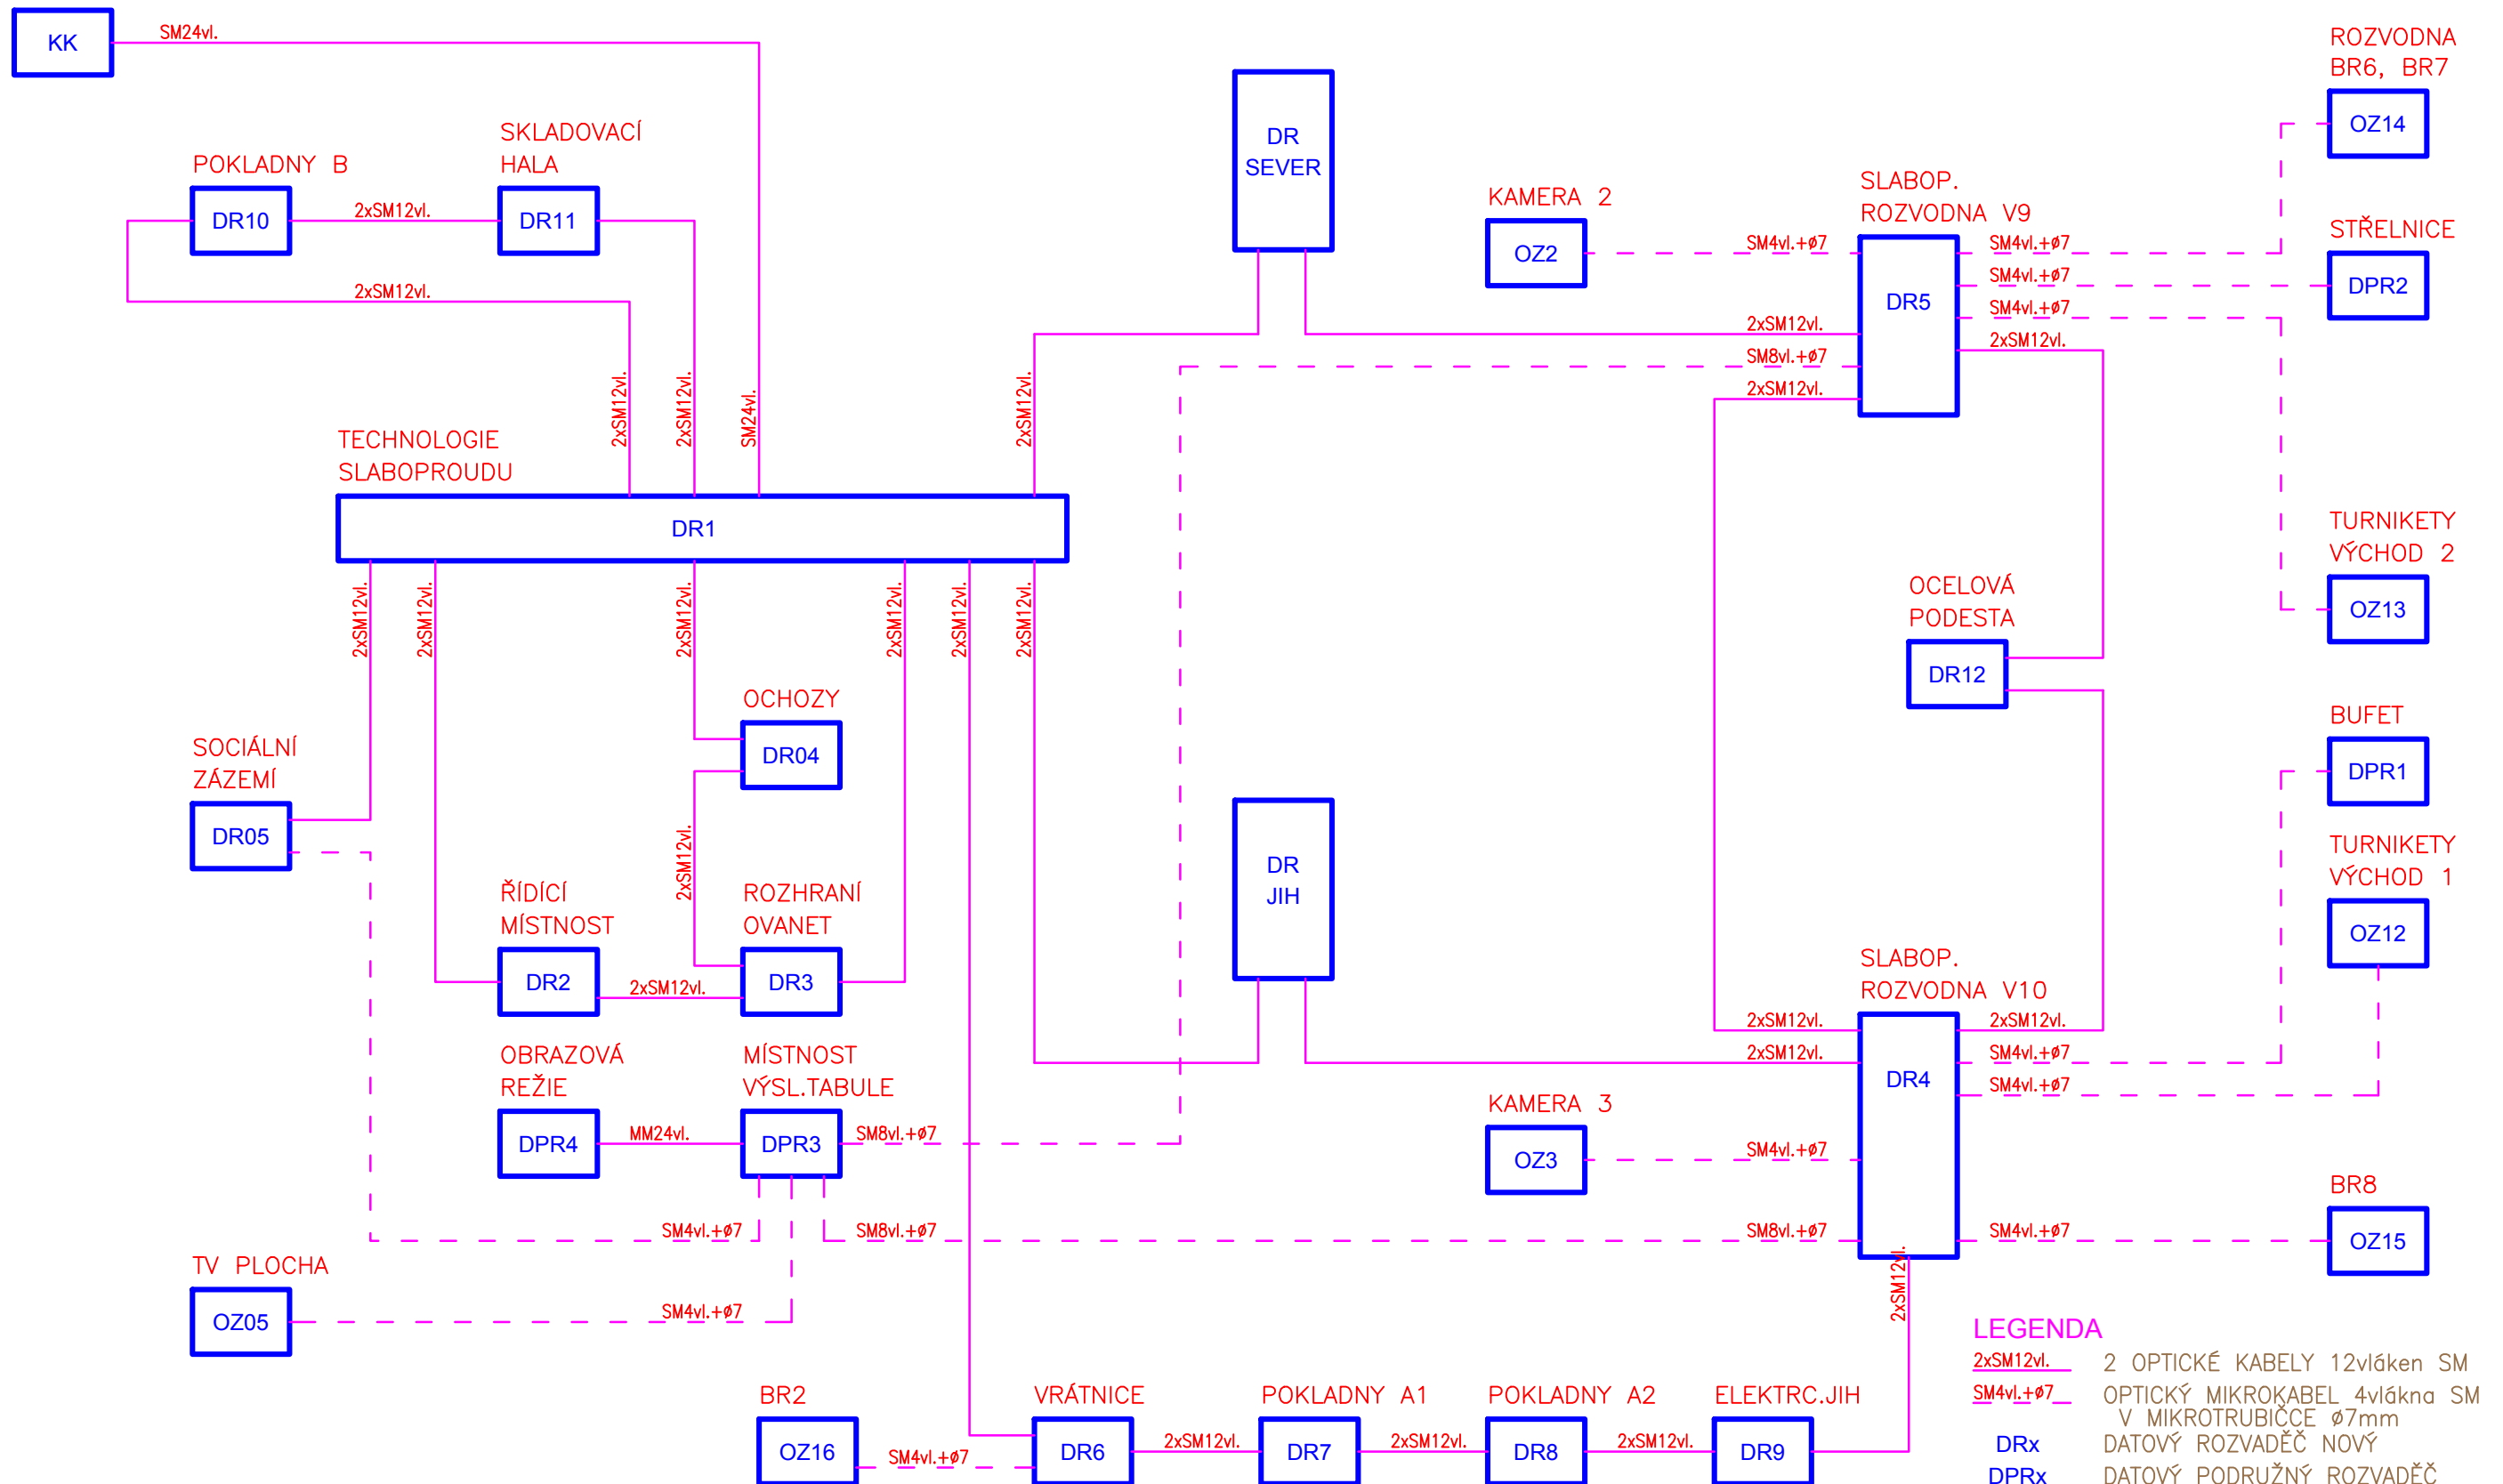 KK
SM24vl.
ROZVODNA
BR6, BR7
OZ14
DR
SEVER
SKLADOVACÍ
HALA
POKLADNY B
DR10
2xSM12vl.
DR11
2xSM12vl.
KAMERA 2
OZ2
SM4vl.+ø7
SLABOP.
ROZVODNA V9
DR5
SM4vl.+ø7
SM4vl.+ø7
SM4vl.+ø7
2xSM12vl.
2xSM12vl.
SM8vl.+ø7
2xSM12vl.
STŘELNICE
DPR2
2xSM12vl.
2xSM12vl.
SM24vl.
2xSM12vl.
TECHNOLOGIE
SLABOPROUDU
DR1
TURNIKETY
VÝCHOD 2
OZ13
2xSM12vl.
2xSM12vl.
2xSM12vl.
2xSM12vl.
2xSM12vl.
2xSM12vl.
OCELOVÁ
PODESTA
DR12
OCHOZY
DR04
BUFET
DPR1
SOCIÁLNÍ
ZÁZEMÍ
DR05
2xSM12vl.
DR
JIH
TURNIKETY
VÝCHOD 1
OZ12
ŘÍDÍCÍ
MÍSTNOST
DR2
2xSM12vl.
ROZHRANÍ
OVANET
DR3
SLABOP.
ROZVODNA V10
DR4
2xSM12vl.
2xSM12vl.
2xSM12vl.
SM4vl.+ø7
SM4vl.+ø7
OBRAZOVÁ
REŽIE
DPR4
MM24vl.
MÍSTNOST
VÝSL.TABULE
DPR3
SM8vl.+ø7
KAMERA 3
OZ3
SM4vl.+ø7
BR8
OZ15
SM4vl.+ø7
SM8vl.+ø7
SM8vl.+ø7
SM4vl.+ø7
2xSM12vl.
TV PLOCHA
OZ05
SM4vl.+ø7
BR2
OZ16
SM4vl.+ø7
VRÁTNICE
DR6
2xSM12vl.
POKLADNY A1
DR7
2xSM12vl.
POKLADNY A2
DR8
2xSM12vl.
ELEKTRC.JIH
DR9
LEGENDA
2xSM12vl. 2 OPTICKÉ KABELY 12vláken SM
SM4vl.+ø7 OPTICKÝ MIKROKABEL 4vlákna SM
V MIKROTRUBIČCE ø7mm
DRx DATOVÝ ROZVADĚČ NOVÝ
DPRx DATOVÝ PODRUŽNÝ ROZVADĚČ